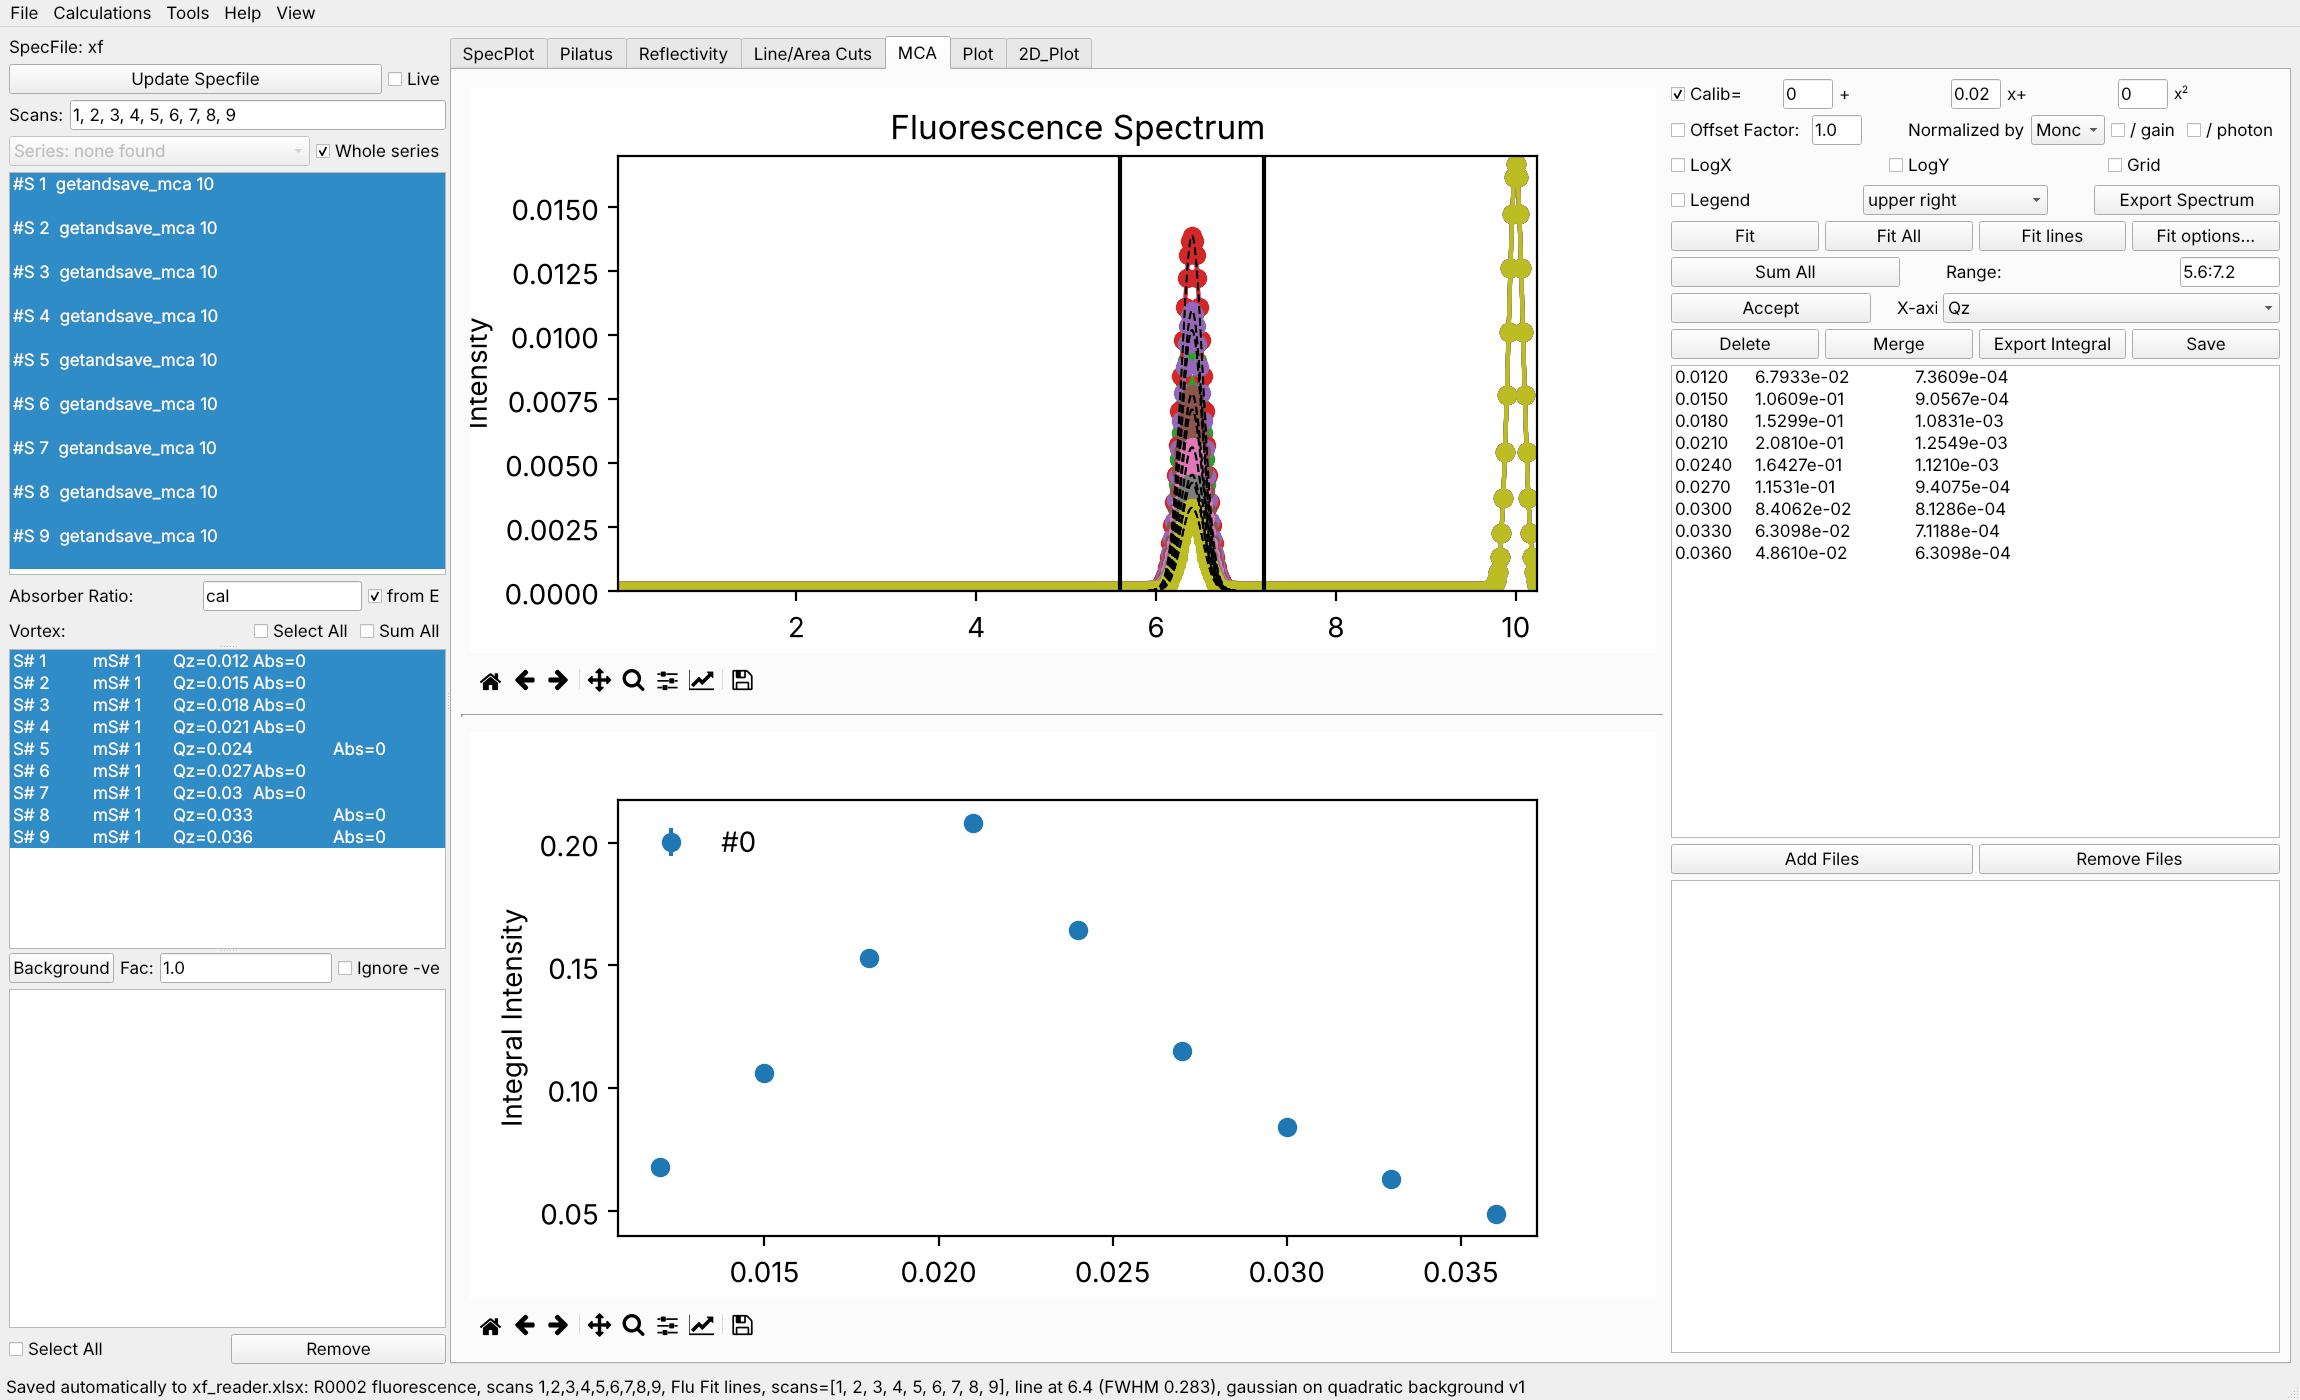 File Calculations Tools Help View
SpecFile: xf
Update Specfile Live
Scans: 1, 2, 3, 4, 5, 6, 7, 8, 9
Series: none found Whole series
#S 1 getandsave_mca 10
#S 2 getandsave_mca 10
#S 3 getandsave_mca 10
#S 4 getandsave_mca 10
#S 5 getandsave_mca 10
#S 6 getandsave_mca 10
#S 7 getandsave_mca 10
#S 8 getandsave_mca 10
#S 9 getandsave_mca 10
Absorber Ratio: cal from E
Vortex: Select All Sum All
S# 1 mS# 1 Qz=0.012 Abs=0
S# 2 mS# 1 Qz=0.015 Abs=0
S# 3 mS# 1 Qz=0.018 Abs=0
S# 4 mS# 1 Qz=0.021 Abs=0
S# 5 mS# 1 Qz=0.024 Abs=0
S# 6 mS# 1 Qz=0.027 Abs=0
S# 7 mS# 1 Qz=0.03 Abs=0
S# 8 mS# 1 Qz=0.033 Abs=0
S# 9 mS# 1 Qz=0.036 Abs=0
Background Fac: 1.0 Ignore -ve
Select All Remove
SpecPlot Pilatus Reflectivity Line/Area Cuts MCA Plot 2D_Plot
Fluorescence Spectrum
Intensity
0.0150
0.0125
0.0100
0.0075
0.0050
0.0025
0.0000
2 4 6 8 10
#0
Integral Intensity
0.20
0.15
0.10
0.05
0.015 0.020 0.025 0.030 0.035
Calib= 0 + 0.02 x+ 0 x²
Offset Factor: 1.0 Normalized by Monc / gain / photon
LogX LogY Grid
Legend upper right Export Spectrum
Fit Fit All Fit lines Fit options...
Sum All Range: 5.6:7.2
Accept X-axi Qz
Delete Merge Export Integral Save
0.0120 6.7933e-02 7.3609e-04
0.0150 1.0609e-01 9.0567e-04
0.0180 1.5299e-01 1.0831e-03
0.0210 2.0810e-01 1.2549e-03
0.0240 1.6427e-01 1.1210e-03
0.0270 1.1531e-01 9.4075e-04
0.0300 8.4062e-02 8.1286e-04
0.0330 6.3098e-02 7.1188e-04
0.0360 4.8610e-02 6.3098e-04
Add Files Remove Files
Saved automatically to xf_reader.xlsx: R0002 fluorescence, scans 1,2,3,4,5,6,7,8,9, Flu Fit lines, scans=[1, 2, 3, 4, 5, 6, 7, 8, 9], line at 6.4 (FWHM 0.283), gaussian on quadratic background v1